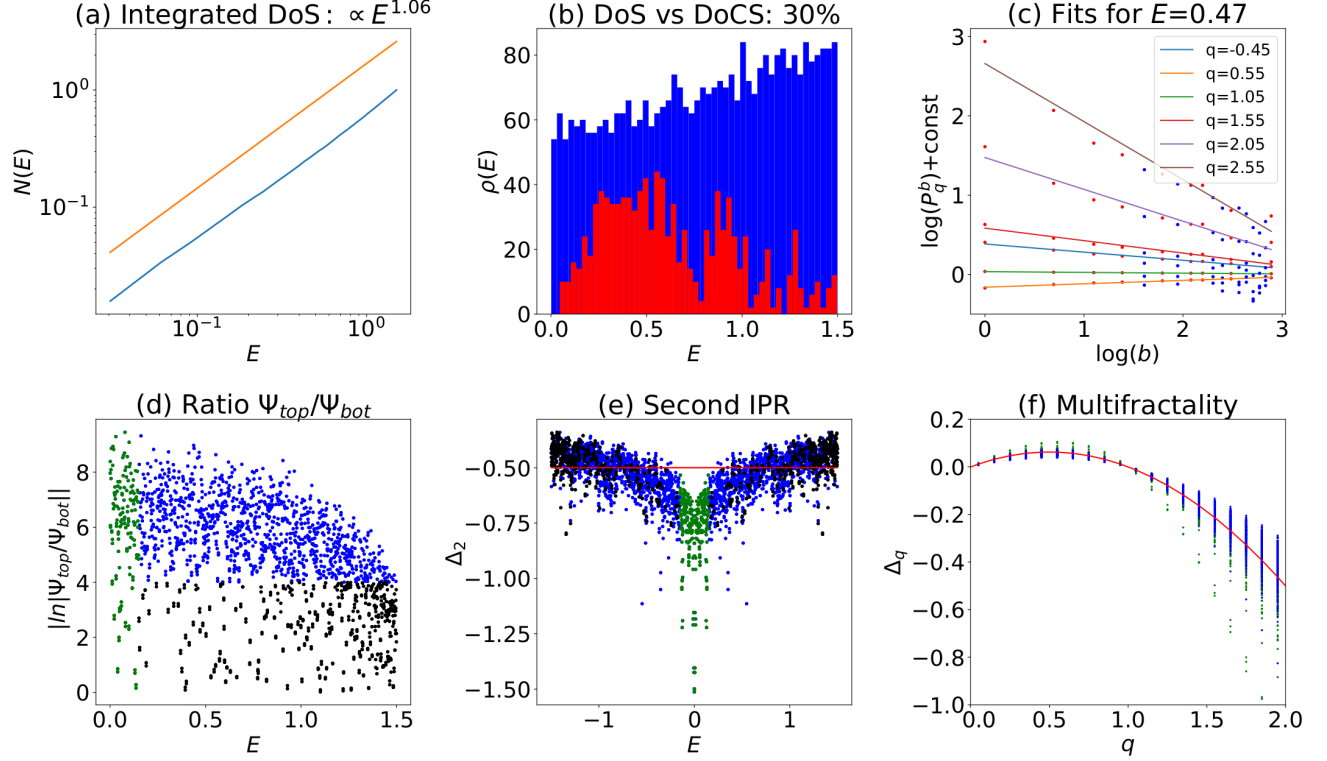 (a) Integrated DoS: ∝ E^1.06
N(E)
10^0
10^-1
10^-1
10^0
E
(b) DoS vs DoCS: 30%
ρ(E)
80
60
40
20
0
0.0
0.5
1.0
1.5
E
(c) Fits for E=0.47
log(P_q^b)+const
3
2
1
0
q=-0.45
q=0.55
q=1.05
q=1.55
q=2.05
q=2.55
0
1
2
3
log(b)
(d) Ratio Ψ_top/Ψ_bot
|ln|Ψ_top/Ψ_bot||
8
6
4
2
0
0.0
0.5
1.0
1.5
E
(e) Second IPR
Δ_2
−0.50
−0.75
−1.00
−1.25
−1.50
−1
0
1
E
(f) Multifractality
Δ_q
0.2
0.0
−0.2
−0.4
−0.6
−0.8
−1.0
0.0
0.5
1.0
1.5
2.0
q